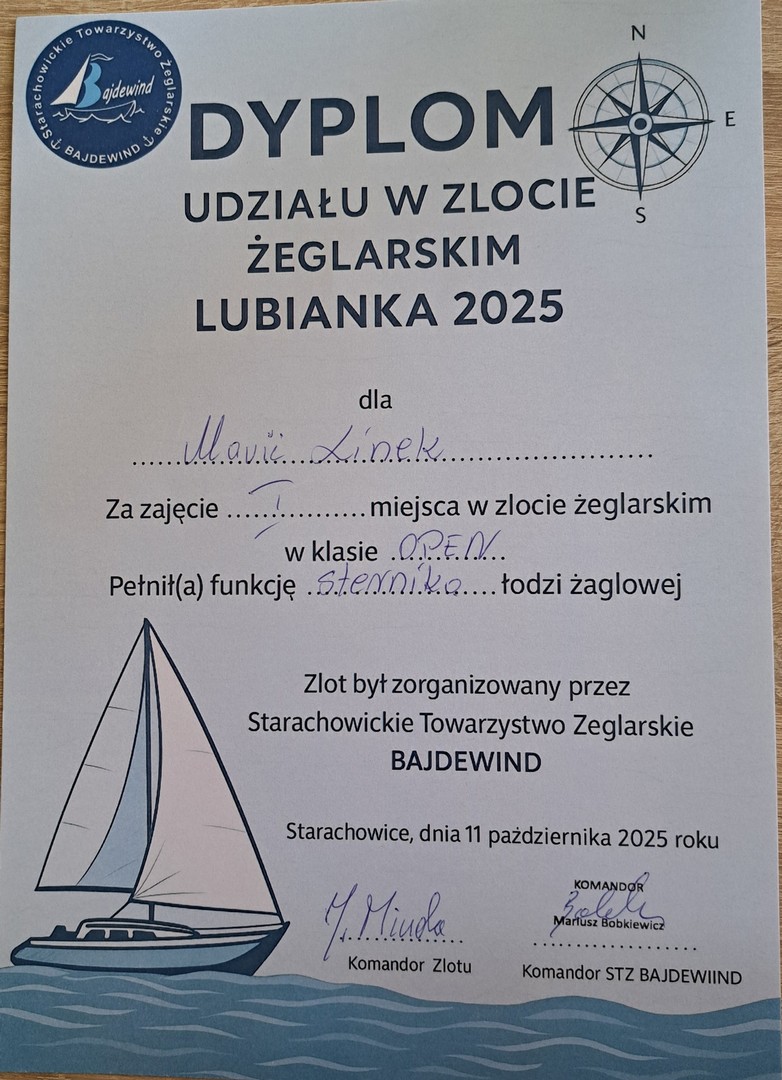 Starachowickie Towarzystwo Żeglarskie
Bajdewind
BAJDEWIND
N
E
S
DYPLOM
UDZIAŁU W ZLOCIE
ŻEGLARSKIM
LUBIANKA 2025
dla
Linek
Za zajęcie I miejsca w zlocie żeglarskim
w klasie OPEN
Pełnił(a) funkcję sternika łodzi żaglowej
Zlot był zorganizowany przez
Starachowickie Towarzystwo Zeglarskie
BAJDEWIND
Starachowice, dnia 11 października 2025 roku
KOMANDOR
Mariusz Bobkiewicz
Komandor Zlotu
Komandor STZ BAJDEWIIND